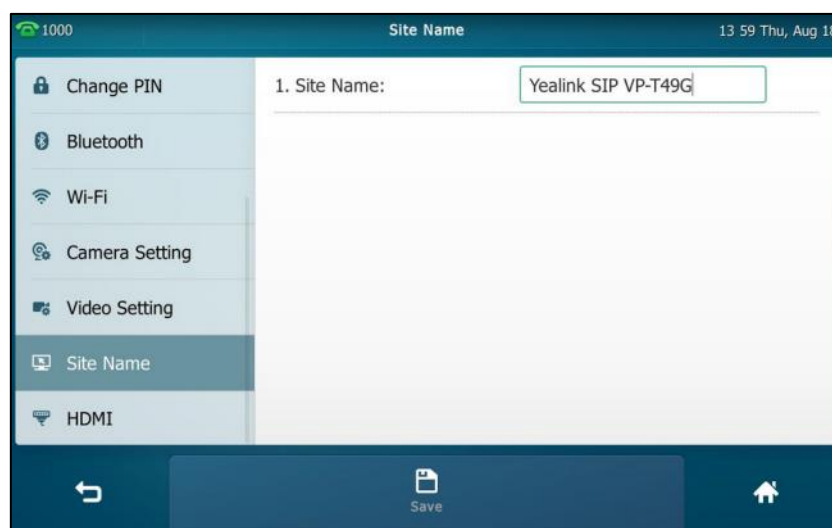 1000 Site Name 13 59 Thu, Aug 18
Change PIN
1. Site Name: Yealink SIP VP-T49G
Bluetooth
Wi-Fi
Camera Setting
Video Setting
Site Name
HDMI
Save